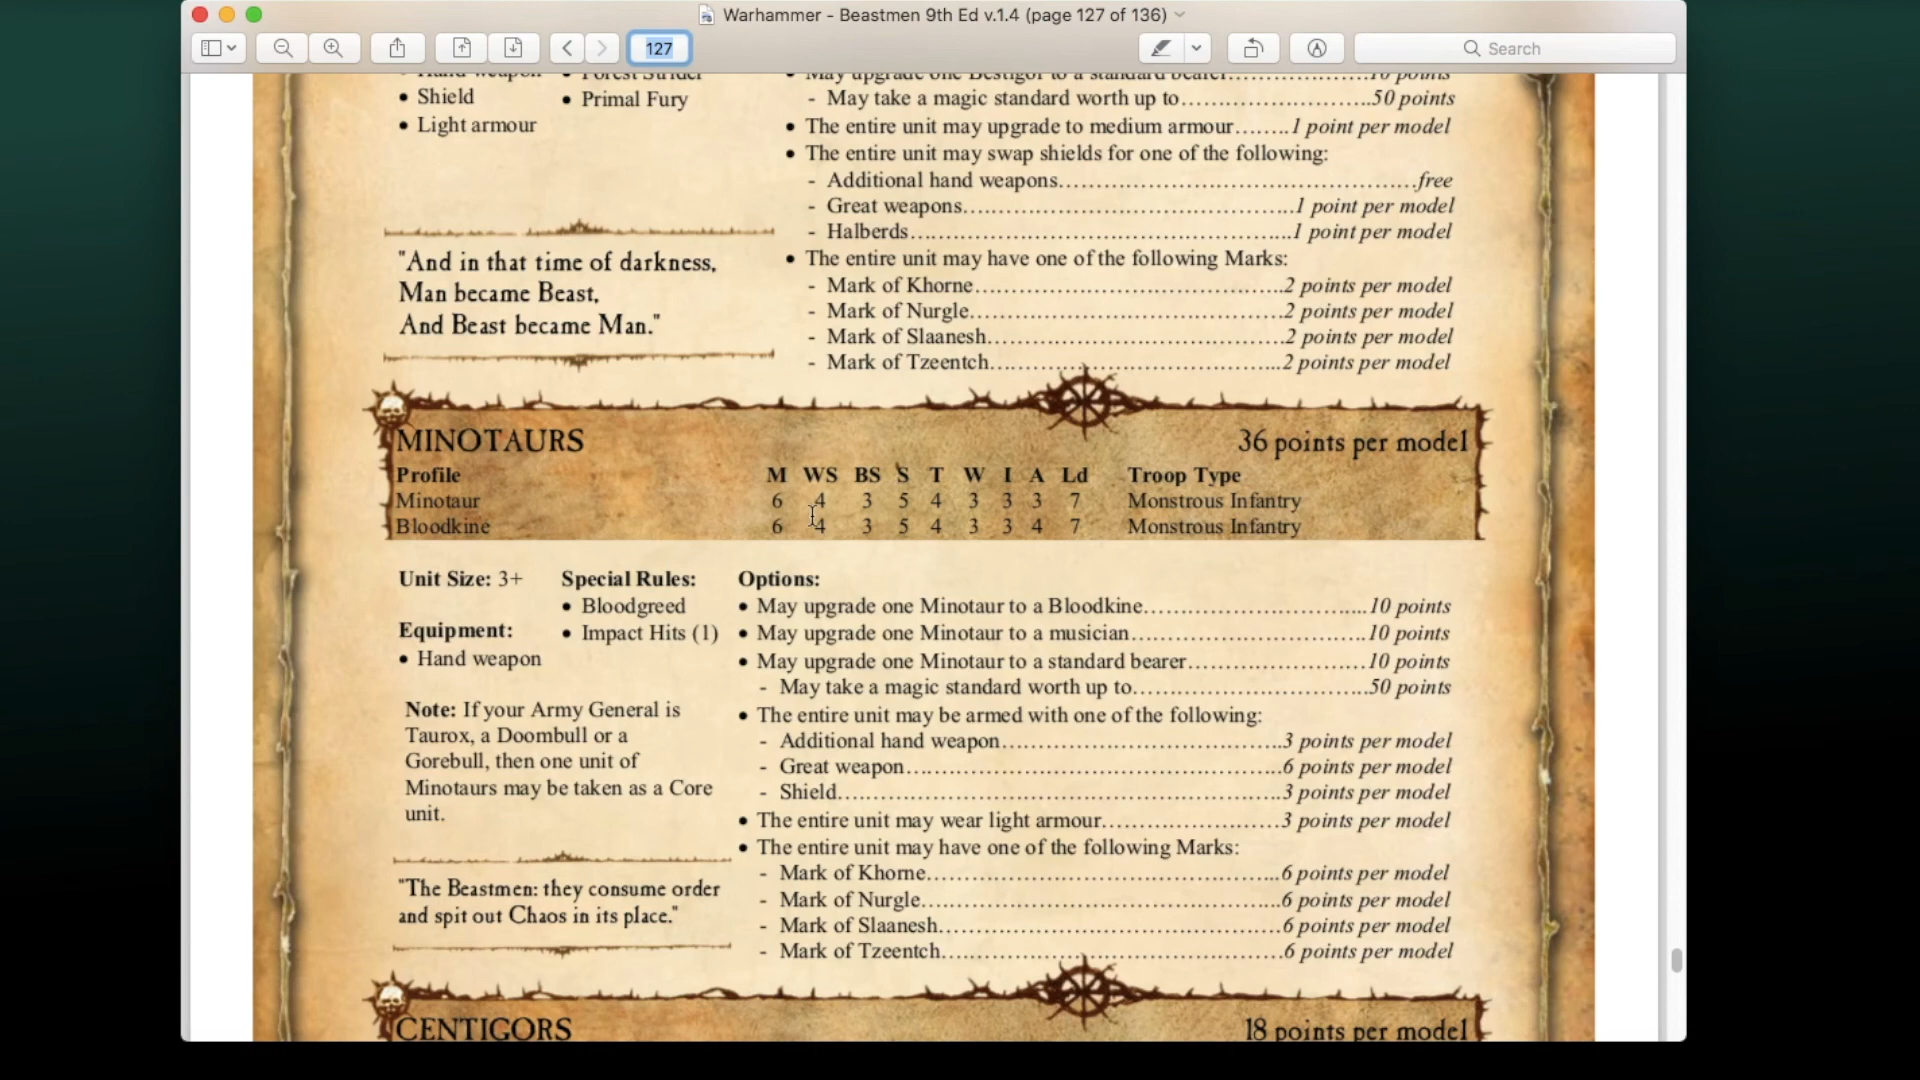 Warhammer - Beastmen 9th Ed v.1.4 (page 127 of 136)
127
Search
Hand weapon
Forest Strider
• Shield
• Primal Fury
• Light armour
"And in that time of darkness,
Man became Beast,
And Beast became Man."
• May upgrade one Bestigor to a standard bearer..............................10 points
- May take a magic standard worth up to..............................50 points
• The entire unit may upgrade to medium armour........1 point per model
• The entire unit may swap shields for one of the following:
- Additional hand weapons..............................free
- Great weapons..............................1 point per model
- Halberds..............................1 point per model
• The entire unit may have one of the following Marks:
- Mark of Khorne..............................2 points per model
- Mark of Nurgle..............................2 points per model
- Mark of Slaanesh..............................2 points per model
- Mark of Tzeentch..............................2 points per model
MINOTAURS 36 points per model
Profile M WS BS S T W I A Ld Troop Type
Minotaur 6 4 3 5 4 3 3 3 7 Monstrous Infantry
Bloodkine 6 4 3 5 4 3 3 4 7 Monstrous Infantry
Unit Size: 3+
Equipment:
• Hand weapon
Special Rules:
• Bloodgreed
• Impact Hits (1)
Note: If your Army General is
Taurox, a Doombull or a
Gorebull, then one unit of
Minotaurs may be taken as a Core
unit.
"The Beastmen: they consume order
and spit out Chaos in its place."
Options:
• May upgrade one Minotaur to a Bloodkine..............................10 points
• May upgrade one Minotaur to a musician..............................10 points
• May upgrade one Minotaur to a standard bearer..............................10 points
- May take a magic standard worth up to..............................50 points
• The entire unit may be armed with one of the following:
- Additional hand weapon..............................3 points per model
- Great weapon..............................6 points per model
- Shield..............................3 points per model
• The entire unit may wear light armour..............................3 points per model
• The entire unit may have one of the following Marks:
- Mark of Khorne..............................6 points per model
- Mark of Nurgle..............................6 points per model
- Mark of Slaanesh..............................6 points per model
- Mark of Tzeentch..............................6 points per model
CENTIGORS 18 points per model